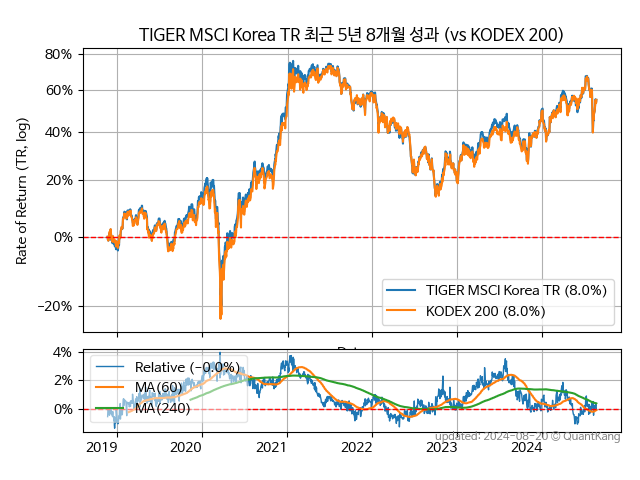 TIGER MSCI Korea TR 최근 5년 8개월 성과 (vs KODEX 200)
Rate of Return (TR, log)
80%
60%
40%
20%
0%
−20%
TIGER MSCI Korea TR (8.0%)
KODEX 200 (8.0%)
4%
2%
0%
Relative (−0.0%)
MA(60)
MA(240)
2019 2020 2021 2022 2023 2024
updated: 2024-08-20 ⓒ QuantKang